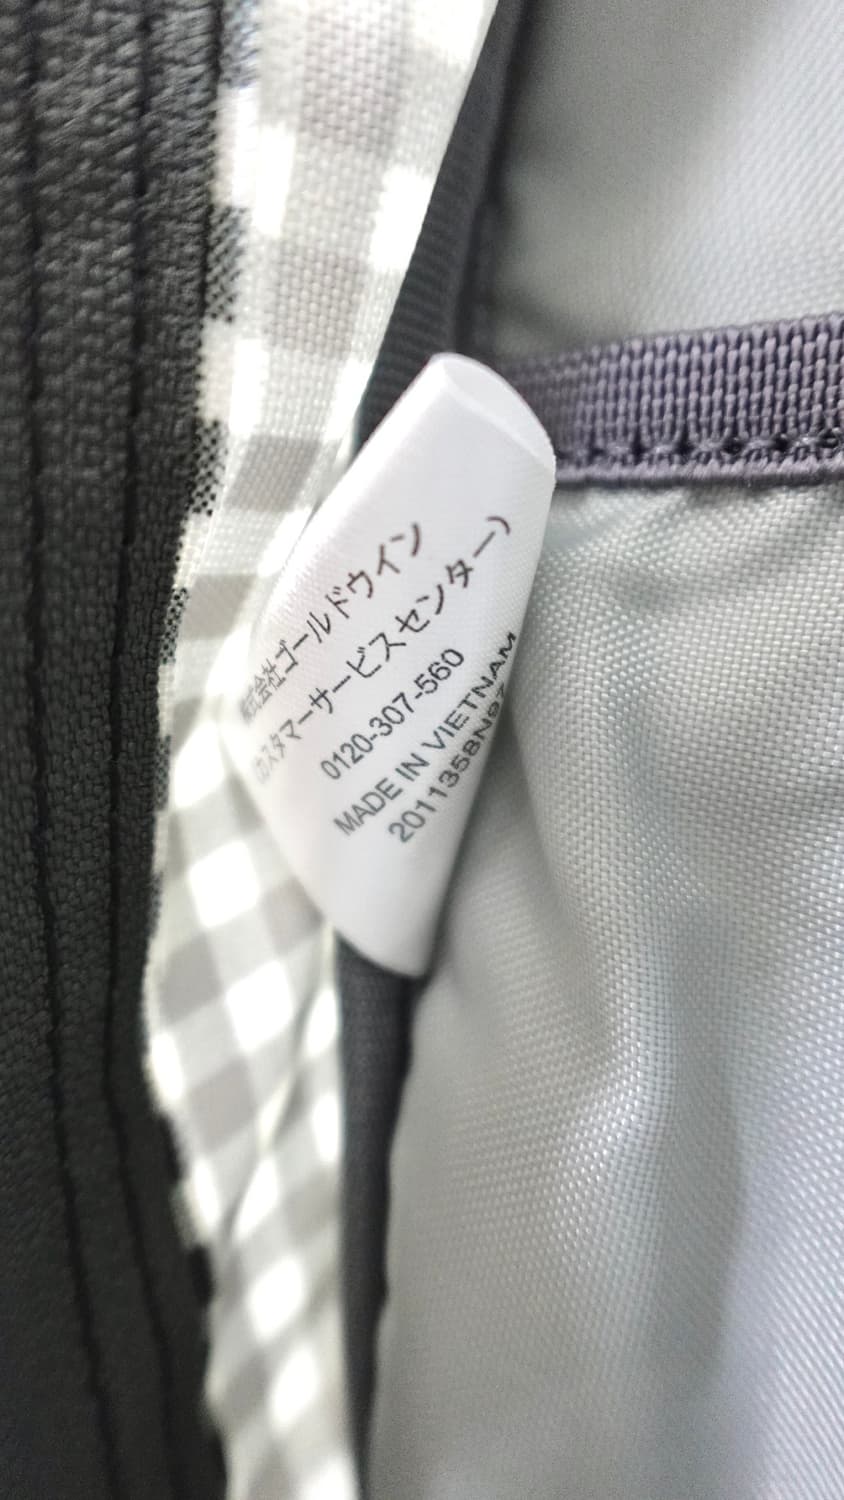 株式会社ゴールドウイン
カスタマーサービスセンター）
0120-307-560
MADE IN VIETNAM
2011358N97